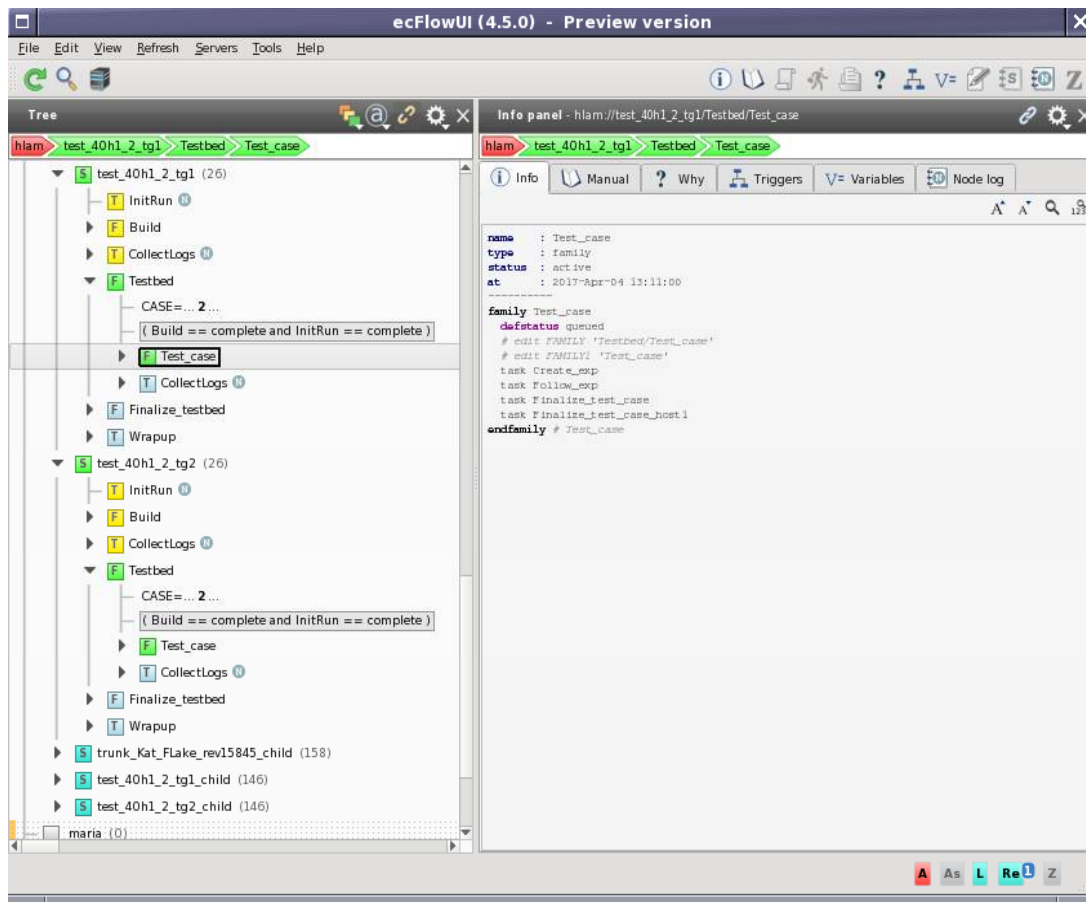 ecFlowUI (4.5.0) - Preview version
File Edit View Refresh Servers Tools Help
? V= S N Z
Tree
hlam test_40h1_2_tg1 Testbed Test_case
S test_40h1_2_tg1 (26)
T InitRun N
F Build
T CollectLogs N
F Testbed
CASE=... 2 ...
( Build == complete and InitRun == complete )
F Test_case
T CollectLogs N
F Finalize_testbed
T Wrapup
S test_40h1_2_tg2 (26)
T InitRun N
F Build
T CollectLogs N
F Testbed
CASE=... 2 ...
( Build == complete and InitRun == complete )
F Test_case
T CollectLogs N
F Finalize_testbed
T Wrapup
S trunk_Kat_FLake_rev15845_child (158)
S test_40h1_2_tg1_child (146)
S test_40h1_2_tg2_child (146)
maria (0)
Info panel - hlam://test_40h1_2_tg1/Testbed/Test_case
hlam test_40h1_2_tg1 Testbed Test_case
Info Manual ? Why Triggers V= Variables Node log
A A 123
name : Test_case
type : family
status : active
at : 2017-Apr-04 13:11:00
----------
family Test_case
defstatus queued
# edit FAMILY 'Testbed/Test_case'
# edit FAMILY1 'Test_case'
task Create_exp
task Follow_exp
task Finalize_test_case
task Finalize_test_case_host1
endfamily # Test_case
A As L Re 1 Z